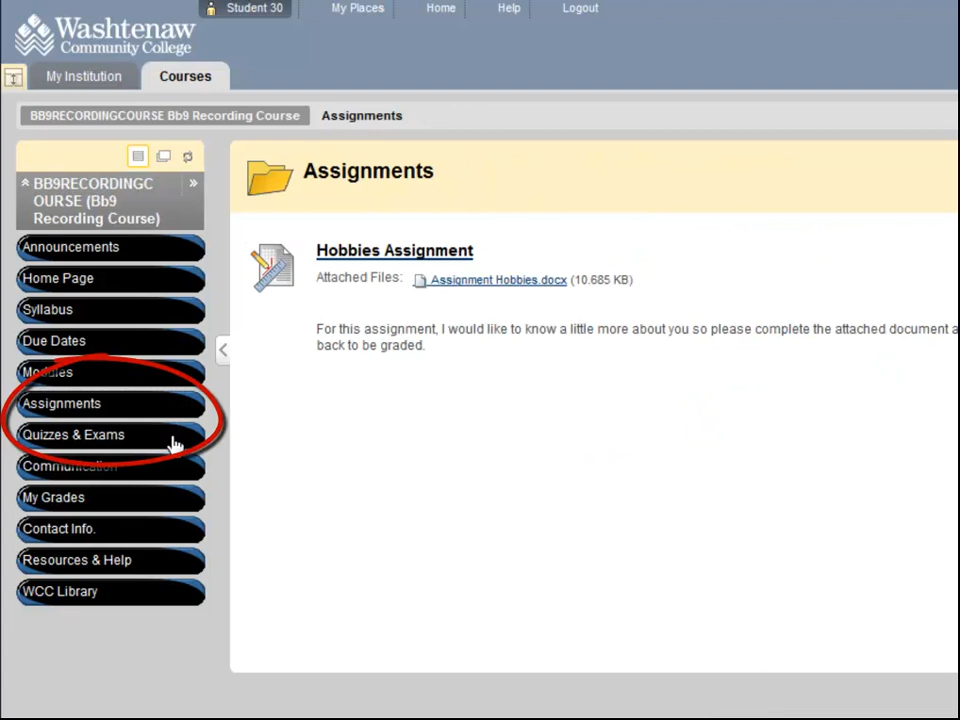 Student 30 My Places Home Help Logout
Washtenaw
Community College
My Institution Courses
BB9RECORDINGCOURSE Bb9 Recording Course Assignments
BB9RECORDINGC
OURSE (Bb9
Recording Course)
Announcements
Home Page
Syllabus
Due Dates
Modules
Assignments
Quizzes & Exams
Communication
My Grades
Contact Info.
Resources & Help
WCC Library
Assignments
Hobbies Assignment
Attached Files: Assignment Hobbies.docx (10.685 KB)
For this assignment, I would like to know a little more about you so please complete the attached document a
back to be graded.